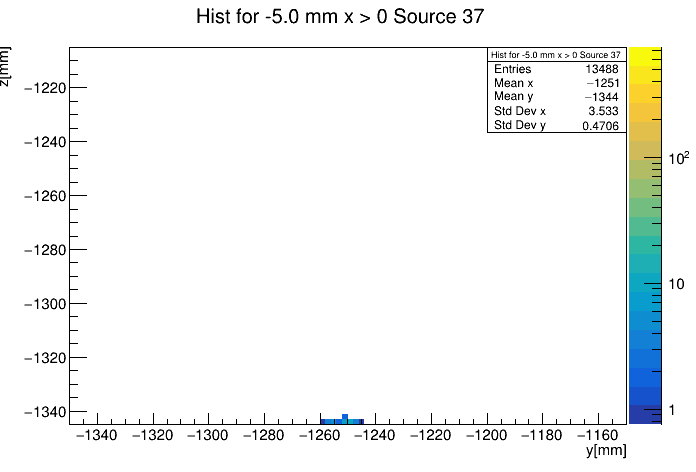 Hist for -5.0 mm x > 0 Source 37
z[mm]
Hist for -5.0 mm x > 0 Source 37
Entries 13488
Mean x −1251
Mean y −1344
Std Dev x 3.533
Std Dev y 0.4706
−1220
−1240
−1260
−1280
−1300
−1320
−1340
10²
10
1
−1340 −1320 −1300 −1280 −1260 −1240 −1220 −1200 −1180 −1160
y[mm]